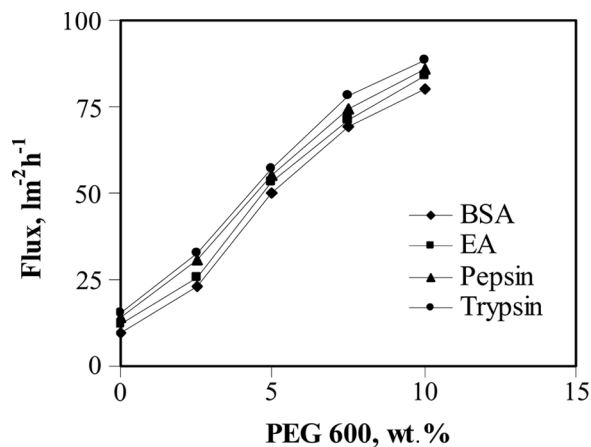 100
75
50
25
0
Flux, lm⁻²h⁻¹
BSA
EA
Pepsin
Trypsin
0 5 10 15
PEG 600, wt.%